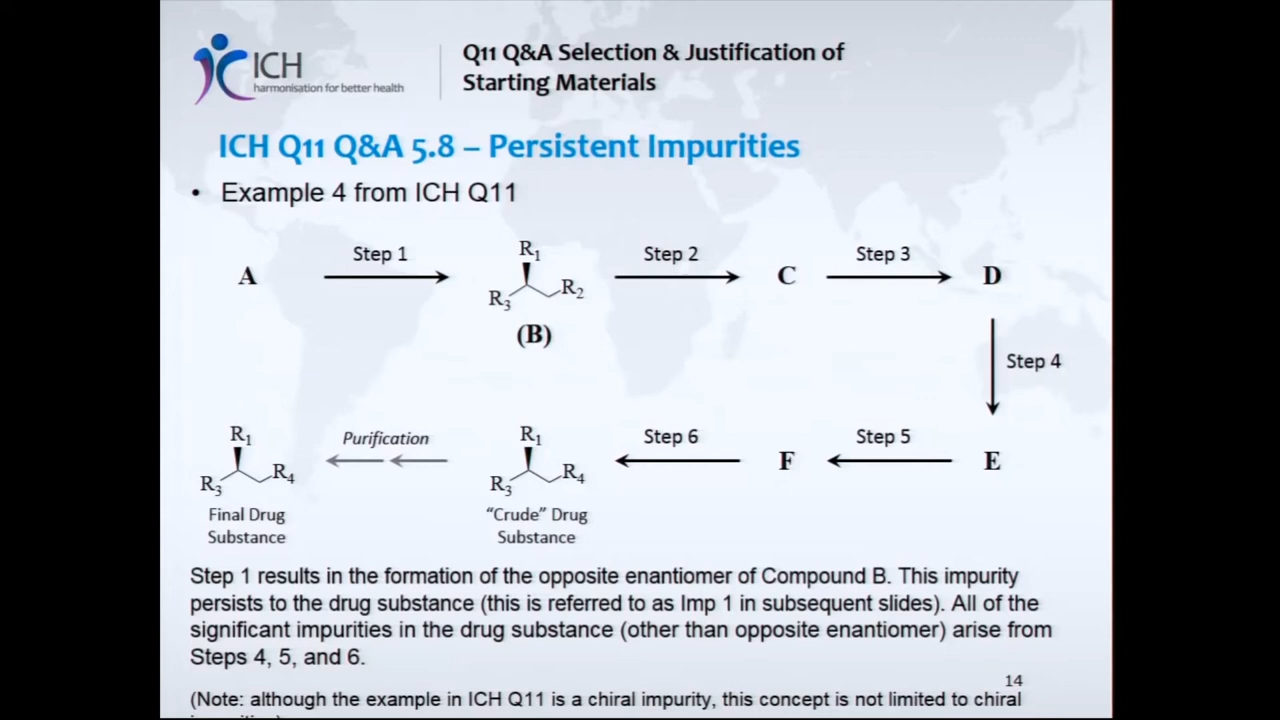 ICH
harmonisation for better health
Q11 Q&A Selection & Justification of
Starting Materials
ICH Q11 Q&A 5.8 – Persistent Impurities
• Example 4 from ICH Q11
A
Step 1
R1
R3
R2
(B)
Step 2
C
Step 3
D
Step 4
E
Step 5
F
Step 6
R1
R3
R4
"Crude" Drug
Substance
Purification
R1
R3
R4
Final Drug
Substance
Step 1 results in the formation of the opposite enantiomer of Compound B. This impurity
persists to the drug substance (this is referred to as Imp 1 in subsequent slides). All of the
significant impurities in the drug substance (other than opposite enantiomer) arise from
Steps 4, 5, and 6.
14
(Note: although the example in ICH Q11 is a chiral impurity, this concept is not limited to chiral